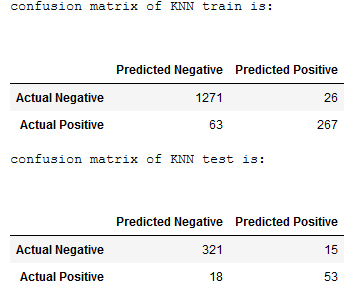 confusion matrix of KNN train is:
Predicted Negative Predicted Positive
Actual Negative 1271 26
Actual Positive 63 267
confusion matrix of KNN test is:
Predicted Negative Predicted Positive
Actual Negative 321 15
Actual Positive 18 53